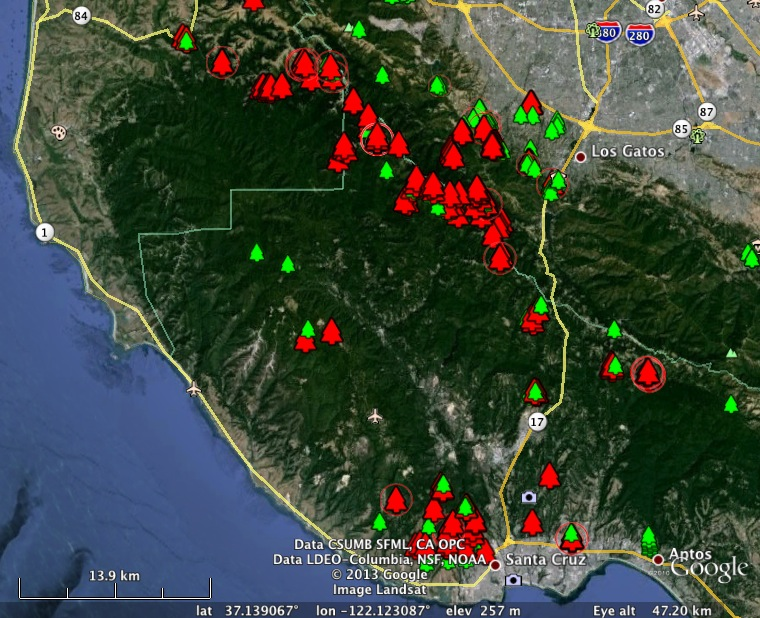 84
82
280
280
87
85
Los Gatos
1
17
Data CSUMB SFML, CA OPC
Data LDEO-Columbia, NSF, NOAA
© 2013 Google
Image Landsat
Santa Cruz
Aptos
Google
13.9 km
lat 37.139067° lon -122.123087° elev 257 m Eye alt 47.20 km